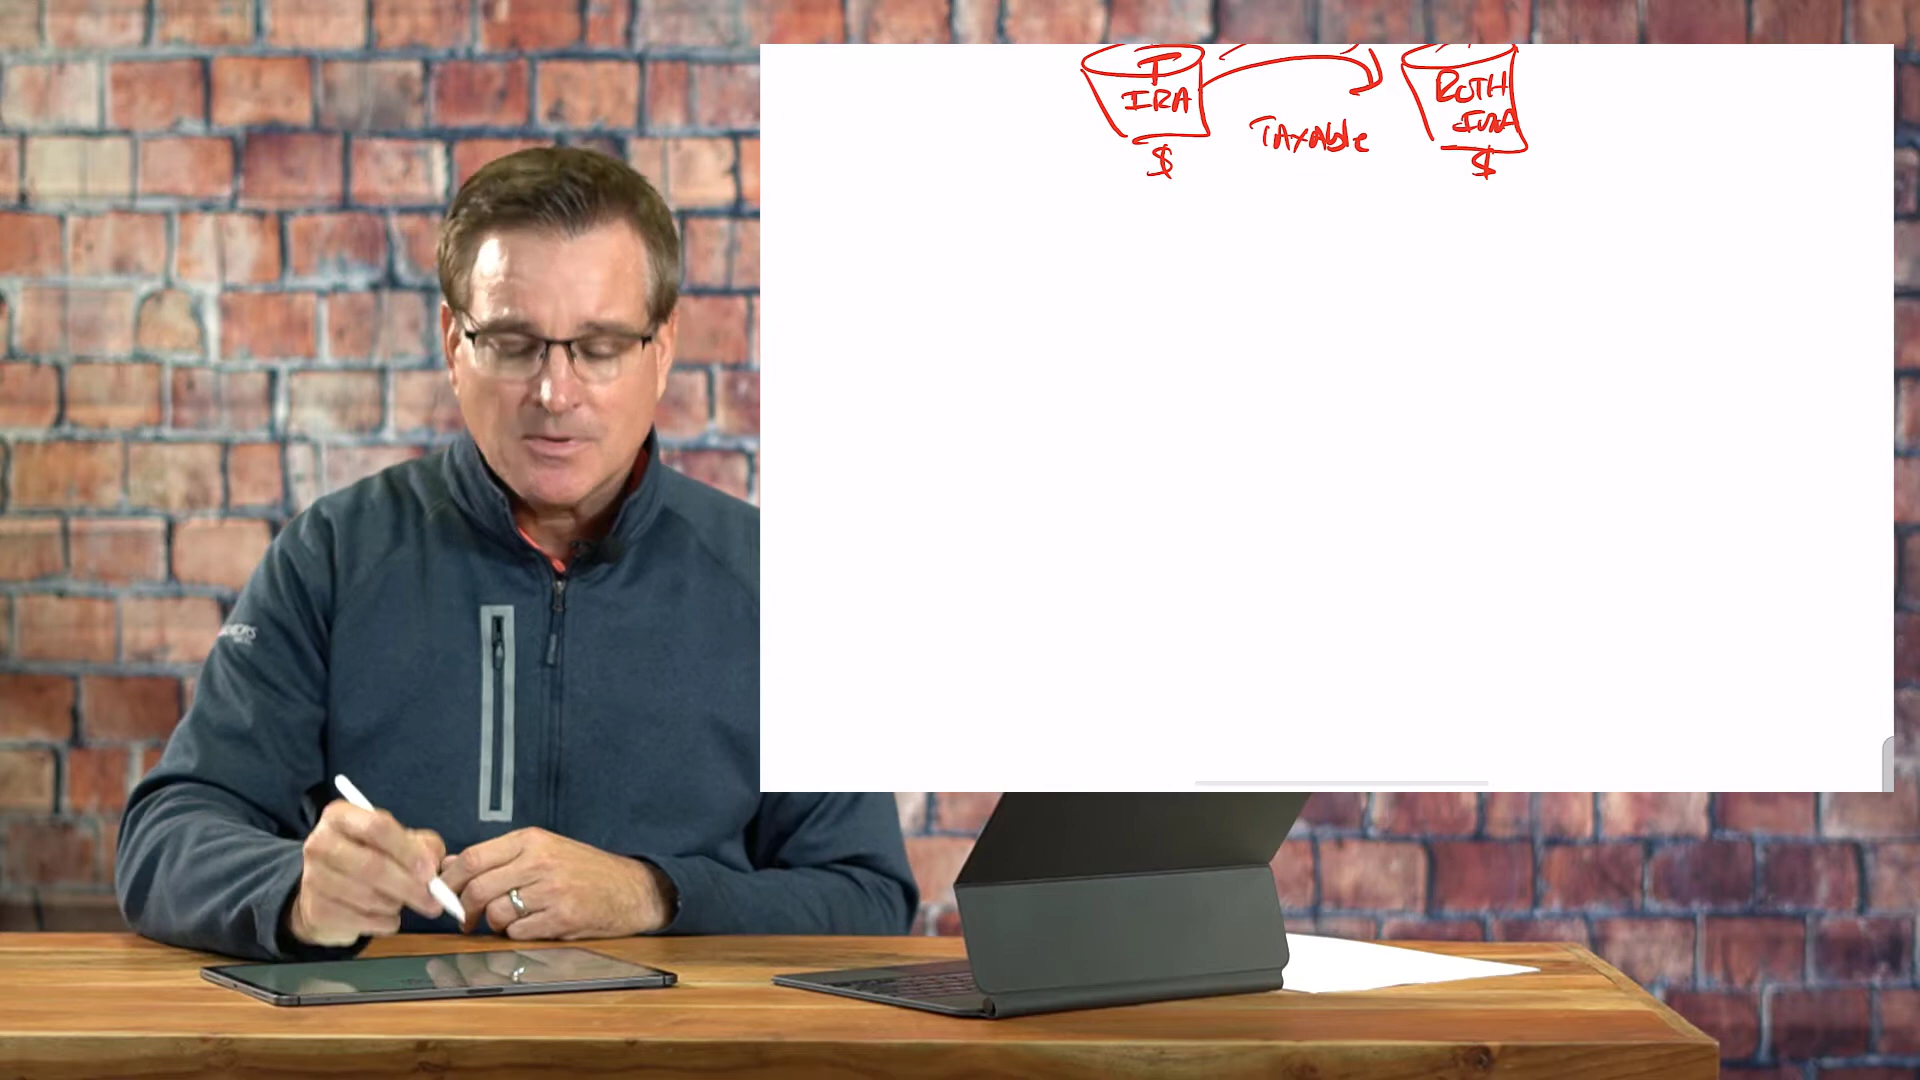 T
IRA
$
Taxable
ROTH
IRA
$